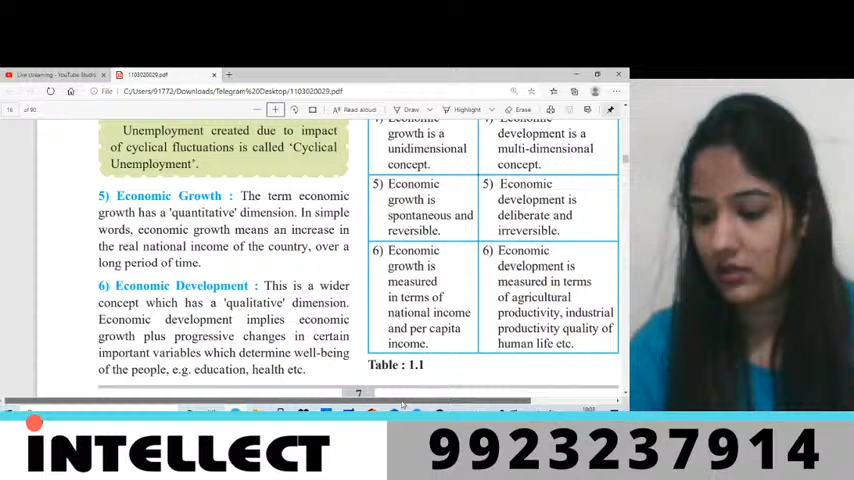 Live streaming - YouTube Studio
1103020029.pdf
File
C:/Users/91772/Downloads/Telegram%20Desktop/1103020029.pdf
16 of 90
Read aloud
Draw
Highlight
Erase
Unemployment created due to impact
of cyclical fluctuations is called ‘Cyclical
Unemployment’.
5) Economic Growth : The term economic
growth has a 'quantitative' dimension. In simple
words, economic growth means an increase in
the real national income of the country, over a
long period of time.
6) Economic Development : This is a wider
concept which has a 'qualitative' dimension.
Economic development implies economic
growth plus progressive changes in certain
important variables which determine well-being
of the people, e.g. education, health etc.
4) Economic
growth is a
unidimensional
concept.
4) Economic
development is a
multi-dimensional
concept.
5) Economic
growth is
spontaneous and
reversible.
5) Economic
development is
deliberate and
irreversible.
6) Economic
growth is
measured
in terms of
national income
and per capita
income.
6) Economic
development is
measured in terms
of agricultural
productivity, industrial
productivity quality of
human life etc.
Table : 1.1
7
INTELLECT
9923237914